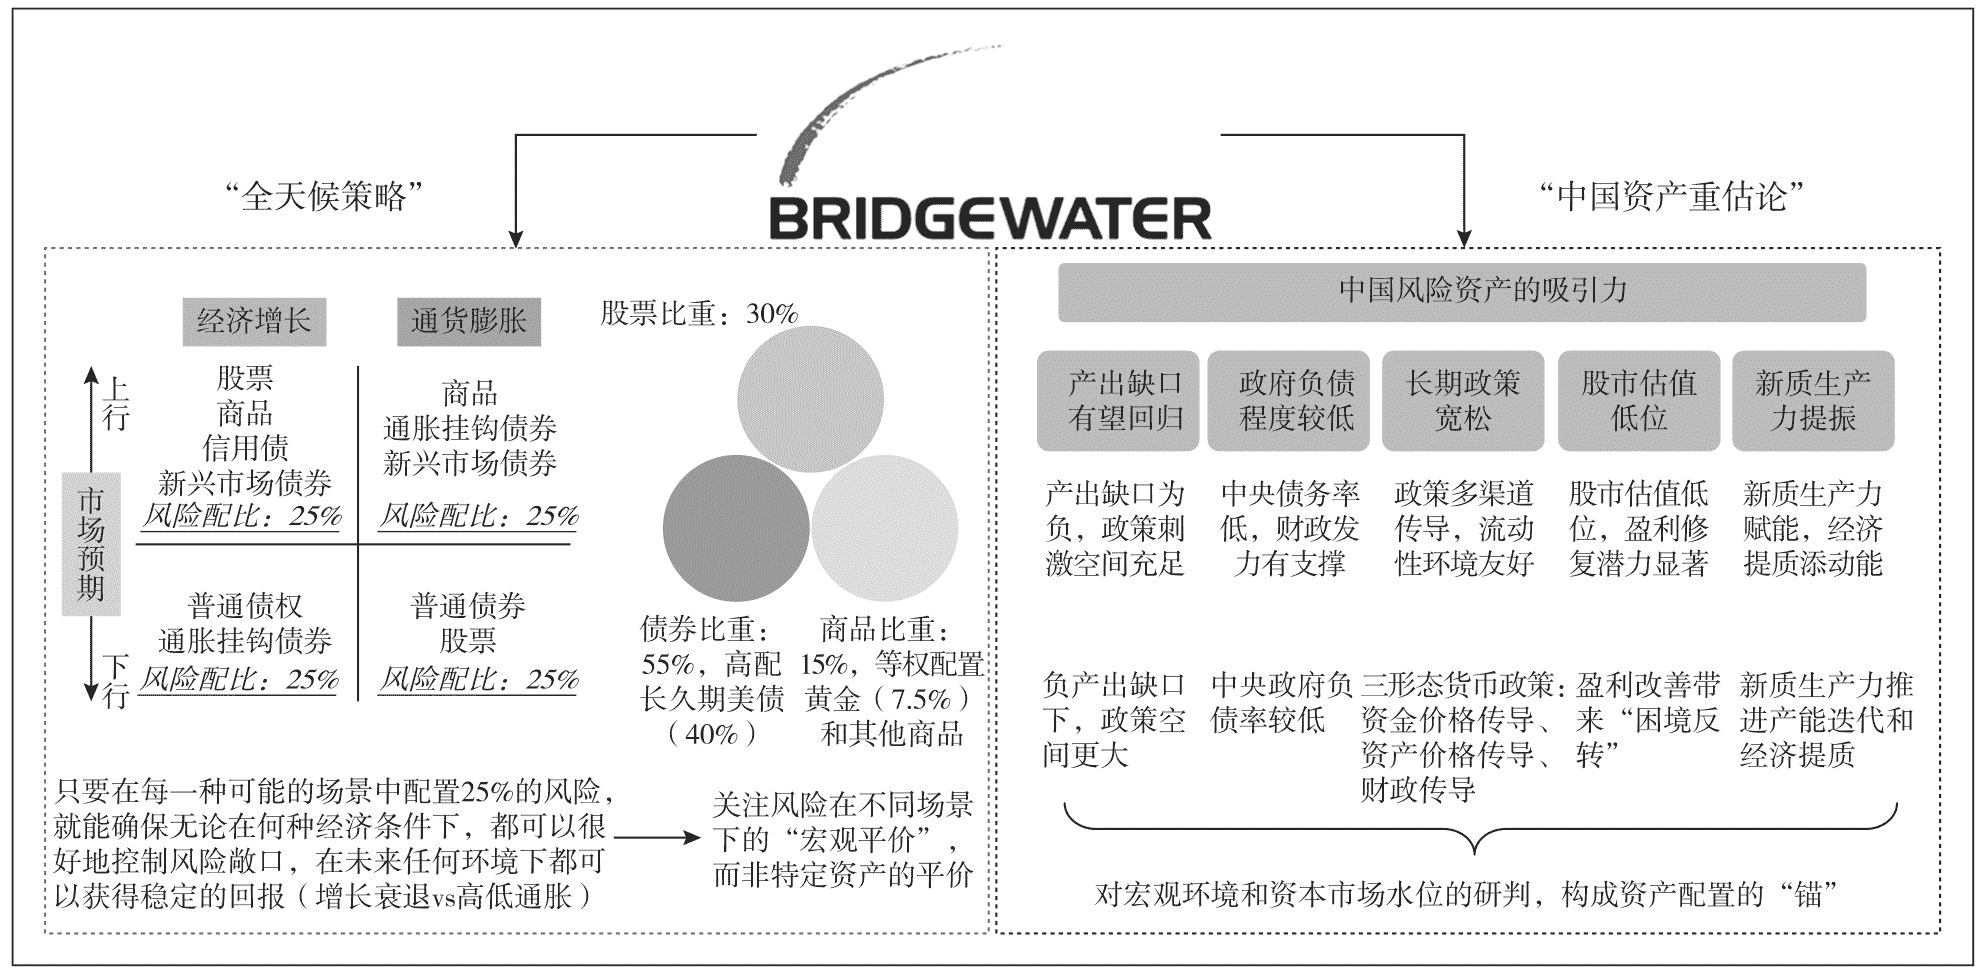 BRIDGEWATER
“全天候策略”
“中国资产重估论”
经济增长
通货膨胀
上行
市场预期
下行
股票
商品
信用债
新兴市场债券
风险配比：25%
商品
通胀挂钩债券
新兴市场债券
风险配比：25%
普通债权
通胀挂钩债券
风险配比：25%
普通债券
股票
风险配比：25%
股票比重：30%
债券比重：
55%，高配
长久期美债
（40%）
商品比重：
15%，等权配置
黄金（7.5%）
和其他商品
只要在每一种可能的场景中配置25%的风险，
就能确保无论在何种经济条件下，都可以很
好地控制风险敞口，在未来任何环境下都可
以获得稳定的回报（增长衰退vs高低通胀）
关注风险在不同场景
下的“宏观平价”，
而非特定资产的平价
中国风险资产的吸引力
产出缺口
有望回归
政府负债
程度较低
长期政策
宽松
股市估值
低位
新质生产
力提振
产出缺口为
负，政策刺
激空间充足
中央债务率
低，财政发
力有支撑
政策多渠道
传导，流动
性环境友好
股市估值低
位，盈利修
复潜力显著
新质生产力
赋能，经济
提质添动能
负产出缺口
下，政策空
间更大
中央政府负
债率较低
三形态货币政策：
资金价格传导、
资产价格传导、
财政传导
盈利改善带
来“困境反
转”
新质生产力推
进产能迭代和
经济提质
对宏观环境和资本市场水位的研判，构成资产配置的“锚”